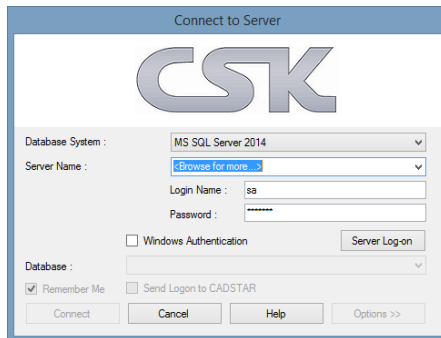 Connect to Server
CSK
Database System :
MS SQL Server 2014
Server Name :
<Browse for more...>
Login Name :
sa
Password :
*******
Windows Authentication
Server Log-on
Database :
Remember Me
Send Logon to CADSTAR
Connect
Cancel
Help
Options >>